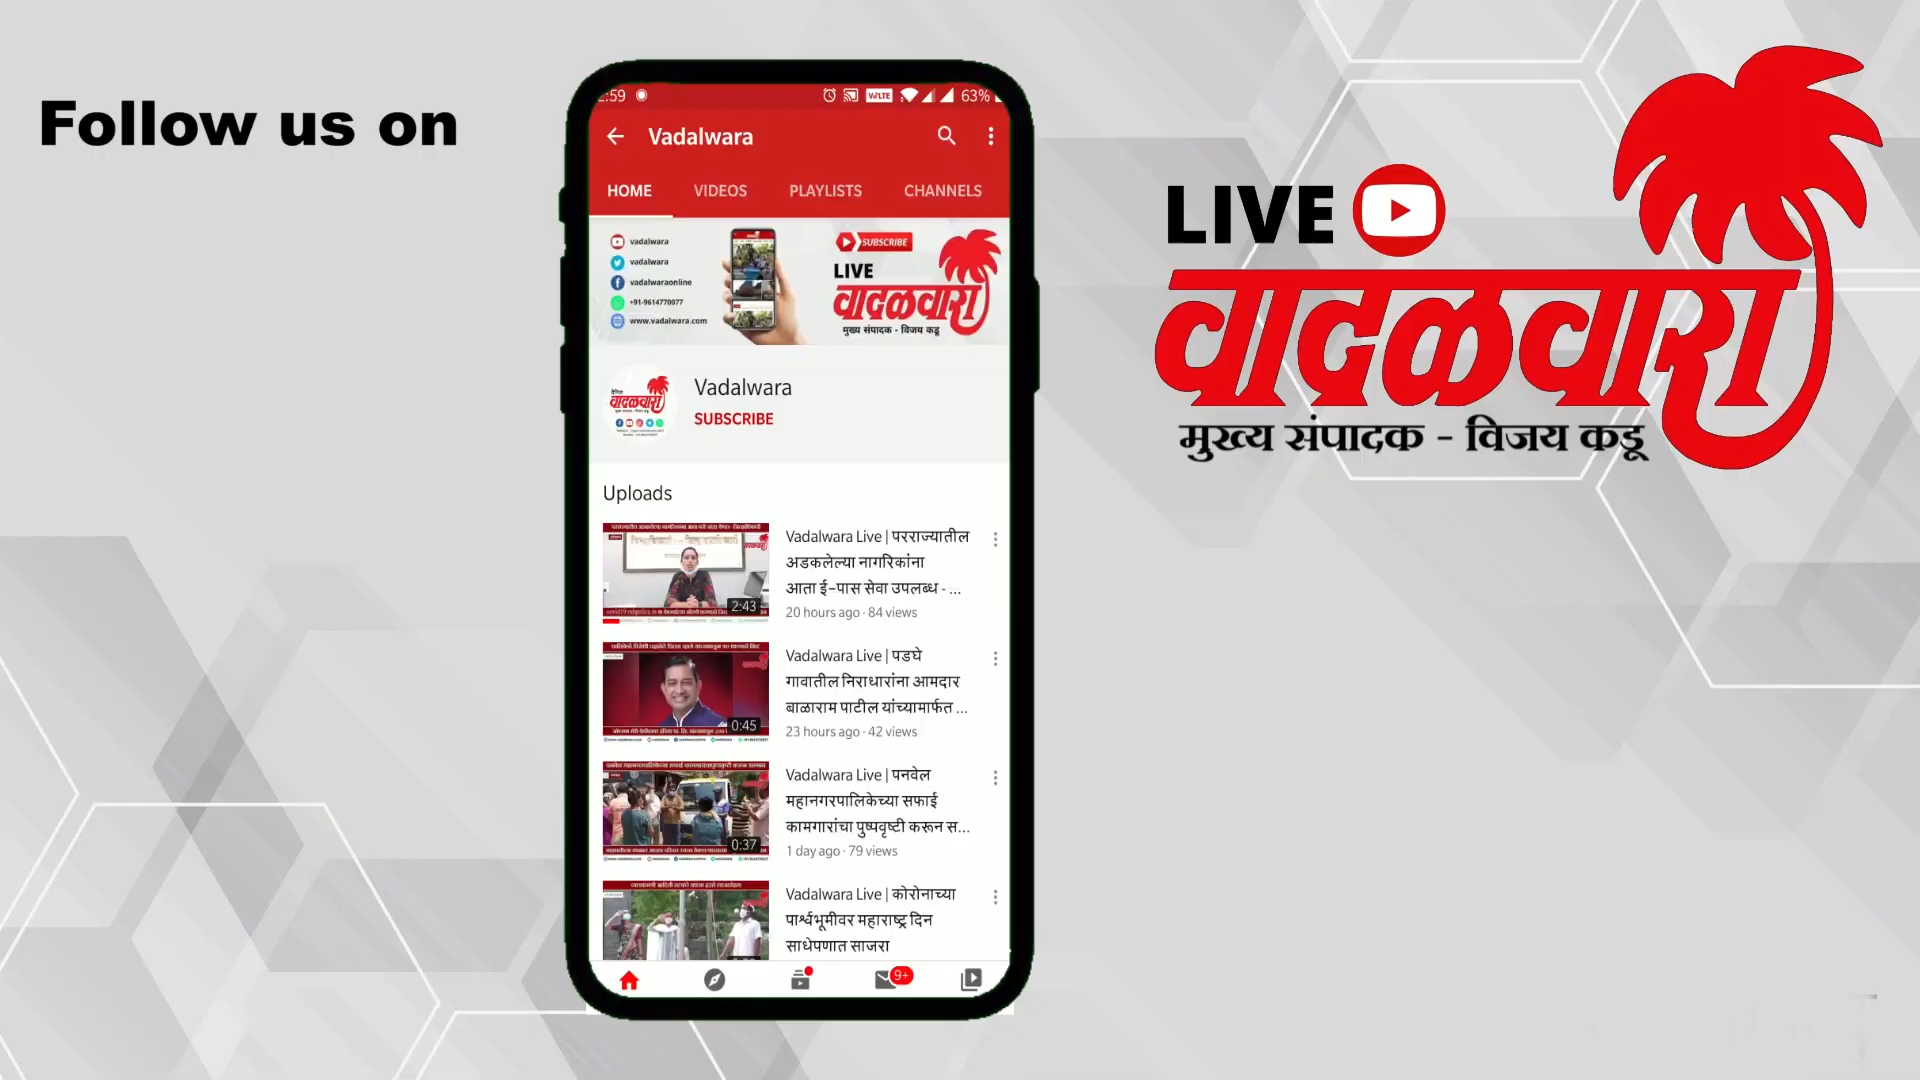 Follow us on
:59
VoLTE
63%
Vadalwara
HOME VIDEOS PLAYLISTS CHANNELS
vadalwara
vadalwara
vadalwaraonline
+91-9614770077
www.vadalwara.com
SUBSCRIBE
LIVE
वादळवारा
मुख्य संपादक - विजय कडू
वादळवारा
Vadalwara
SUBSCRIBE
Uploads
Vadalwara Live | परराज्यातील
अडकलेल्या नागरिकांना
आता ई-पास सेवा उपलब्ध - ...
20 hours ago · 84 views
2:43
Vadalwara Live | पडघे
गावातील निराधारांना आमदार
बाळाराम पाटील यांच्यामार्फत ...
23 hours ago · 42 views
0:45
Vadalwara Live | पनवेल
महानगरपालिकेच्या सफाई
कामगारांचा पुष्पवृष्टी करून स...
1 day ago · 79 views
0:37
Vadalwara Live | कोरोनाच्या
पार्श्वभूमीवर महाराष्ट्र दिन
साधेपणात साजरा
9+
LIVE
वादळवारा
मुख्य संपादक - विजय कडू